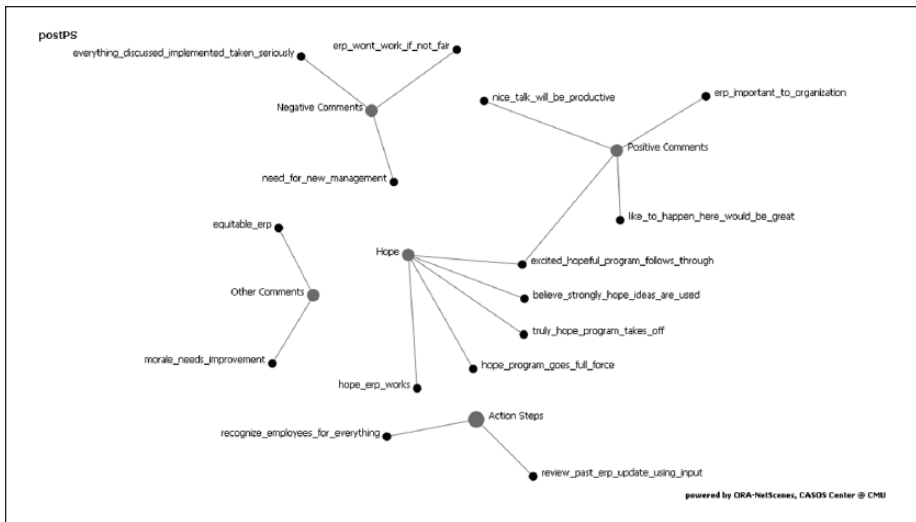 postPS
erp_wont_work_if_not_fair
everything_discussed_implemented_taken_seriously
nice_talk_will_be_productive
erp_important_to_organization
Negative Comments
Positive Comments
need_for_new_management
like_to_happen_here_would_be_great
equitable_erp
Hope
excited_hopeful_program_follows_through
Other Comments
believe_strongly_hope_ideas_are_used
truly_hope_program_takes_off
morale_needs_improvement
hope_program_goes_full_force
hope_erp_works
Action Steps
recognize_employees_for_everything
review_past_erp_update_using_input
powered by ORA-NetScenes, CASOS Center @ CMU